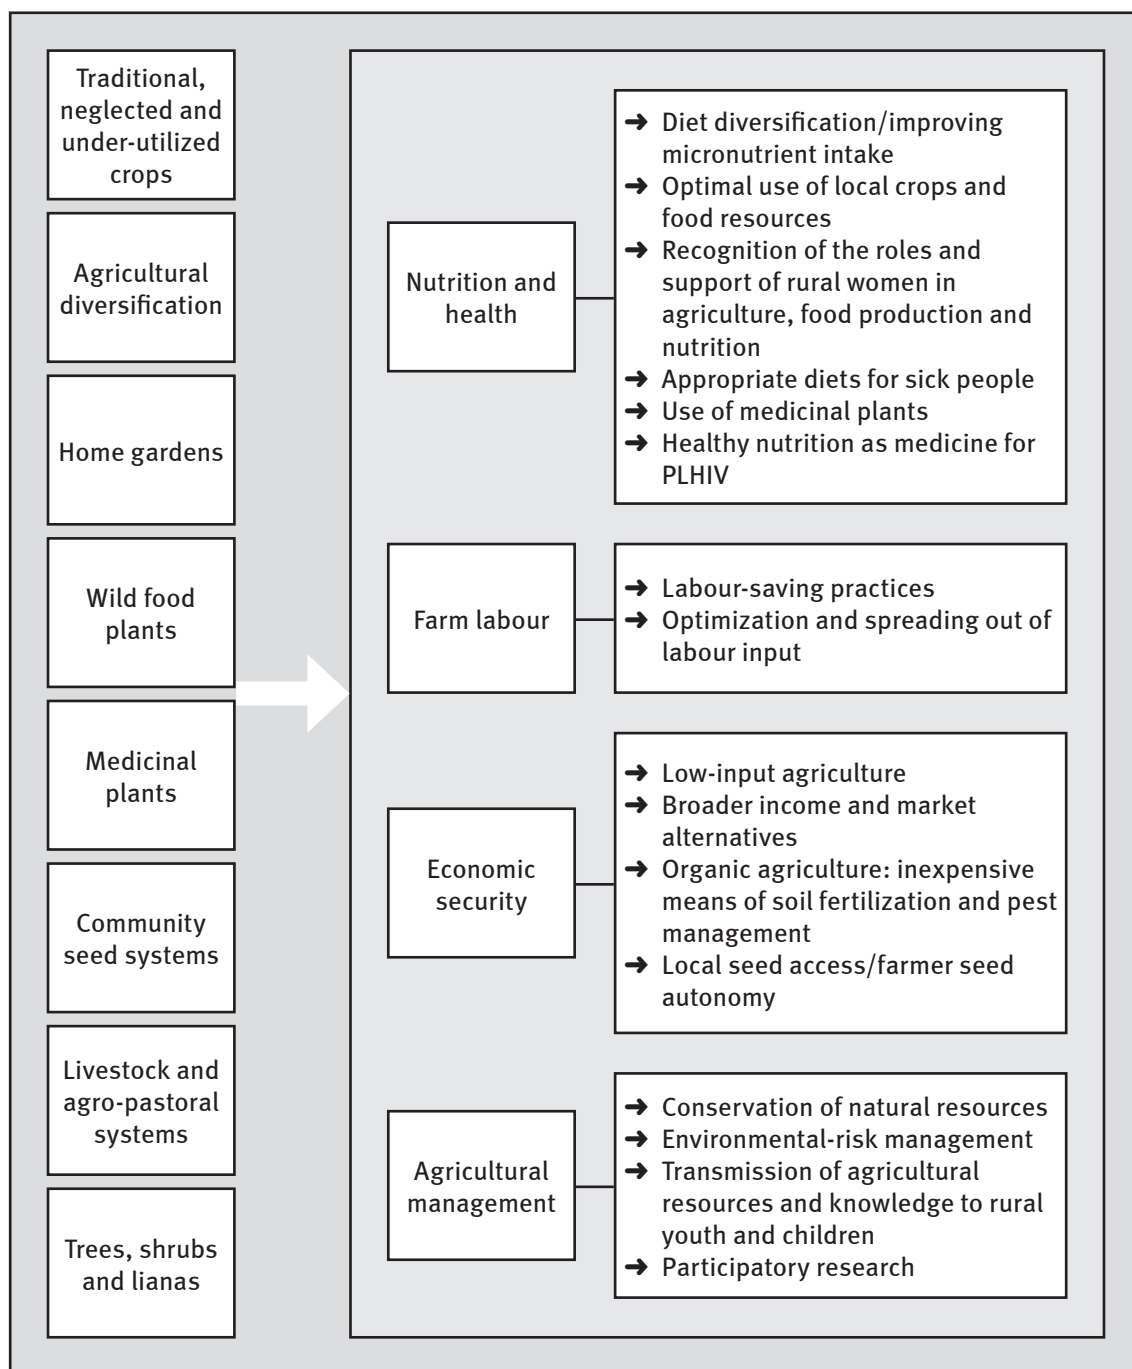 Traditional,
neglected and
under-utilized
crops
Agricultural
diversification
Home gardens
Wild food
plants
Medicinal
plants
Community
seed systems
Livestock and
agro-pastoral
systems
Trees, shrubs
and lianas
Nutrition and
health
➜ Diet diversification/improving
micronutrient intake
➜ Optimal use of local crops and
food resources
➜ Recognition of the roles and
support of rural women in
agriculture, food production and
nutrition
➜ Appropriate diets for sick people
➜ Use of medicinal plants
➜ Healthy nutrition as medicine for
PLHIV
Farm labour
➜ Labour-saving practices
➜ Optimization and spreading out of
labour input
Economic
security
➜ Low-input agriculture
➜ Broader income and market
alternatives
➜ Organic agriculture: inexpensive
means of soil fertilization and pest
management
➜ Local seed access/farmer seed
autonomy
Agricultural
management
➜ Conservation of natural resources
➜ Environmental-risk management
➜ Transmission of agricultural
resources and knowledge to rural
youth and children
➜ Participatory research